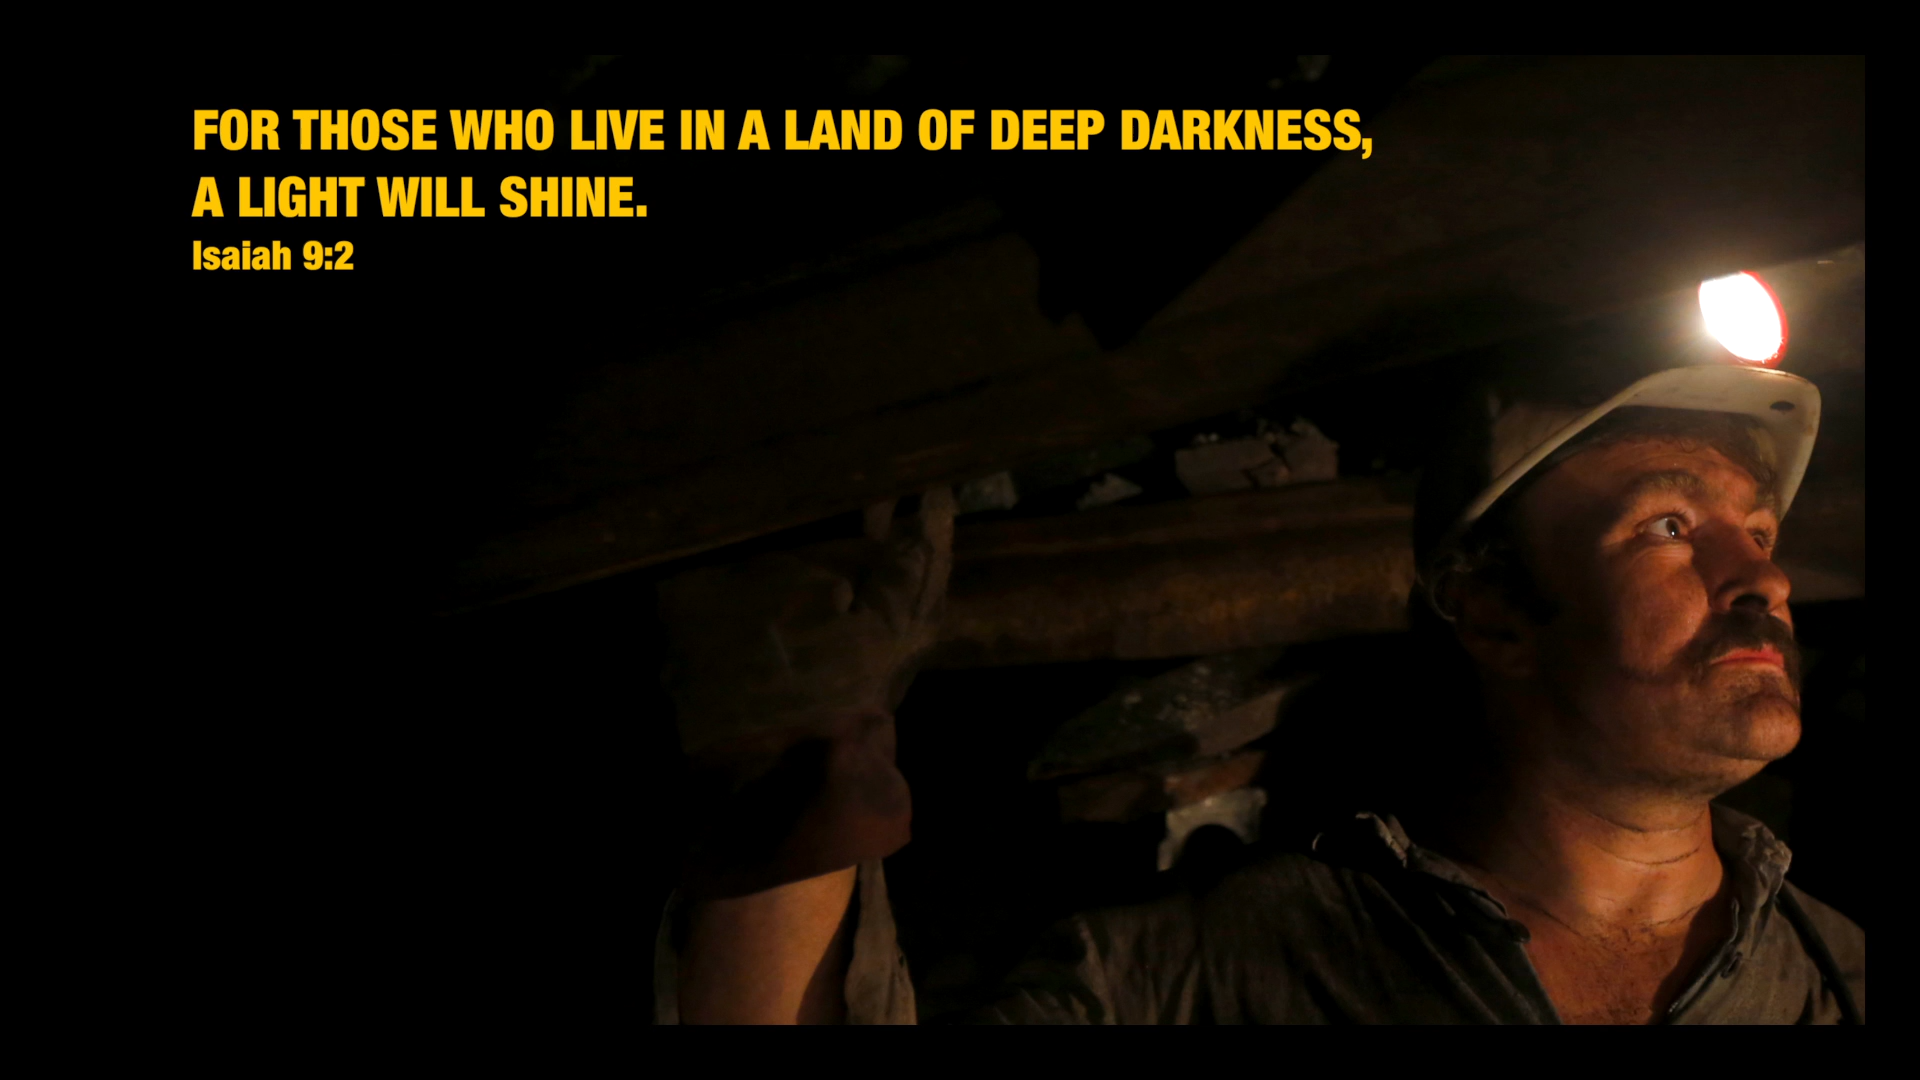 FOR THOSE WHO LIVE IN A LAND OF DEEP DARKNESS,
A LIGHT WILL SHINE.
Isaiah 9:2